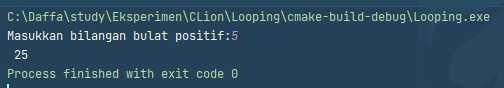 C:\Daffa\study\Eksperimen\CLion\Looping\cmake-build-debug\Looping.exe
Masukkan bilangan bulat positif:5
25
Process finished with exit code 0